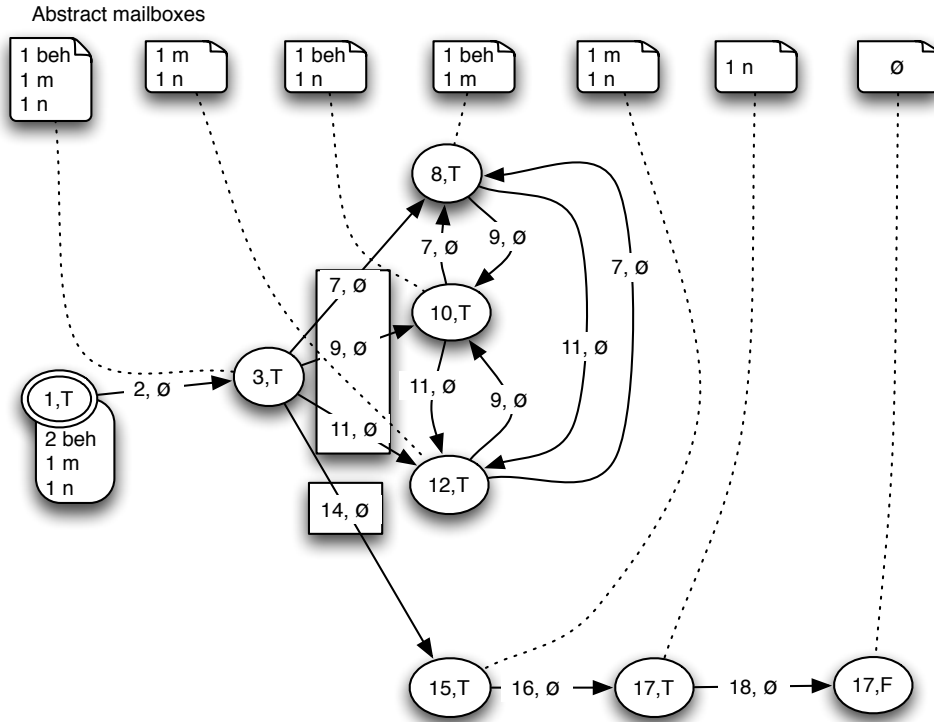 Abstract mailboxes
1 beh
1 m
1 n
1 m
1 n
1 beh
1 n
1 beh
1 m
1 m
1 n
1 n
Ø
8,T
7, Ø
9, Ø
7, Ø
7, Ø
10,T
9, Ø
11, Ø
3,T
1,T
2, Ø
11, Ø
9, Ø
11, Ø
2 beh
1 m
1 n
12,T
14, Ø
15,T
16, Ø
17,T
18, Ø
17,F